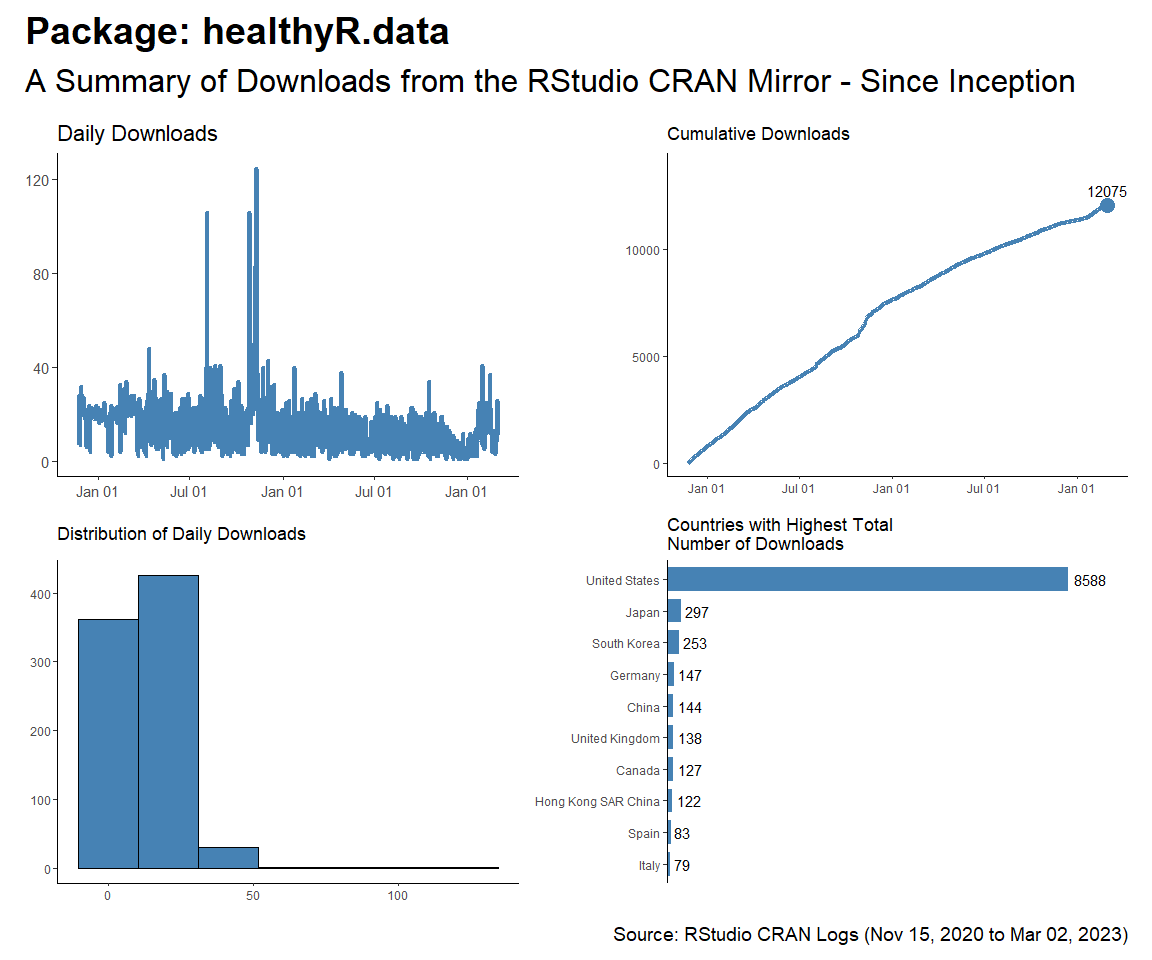 Package: healthyR.data
A Summary of Downloads from the RStudio CRAN Mirror - Since Inception
Daily Downloads
120
80
40
0
Jan 01 Jul 01 Jan 01 Jul 01 Jan 01
Cumulative Downloads
12075
10000
5000
0
Jan 01 Jul 01 Jan 01 Jul 01 Jan 01
Distribution of Daily Downloads
400
300
200
100
0
0 50 100
Countries with Highest Total
Number of Downloads
United States 8588
Japan 297
South Korea 253
Germany 147
China 144
United Kingdom 138
Canada 127
Hong Kong SAR China 122
Spain 83
Italy 79
Source: RStudio CRAN Logs (Nov 15, 2020 to Mar 02, 2023)